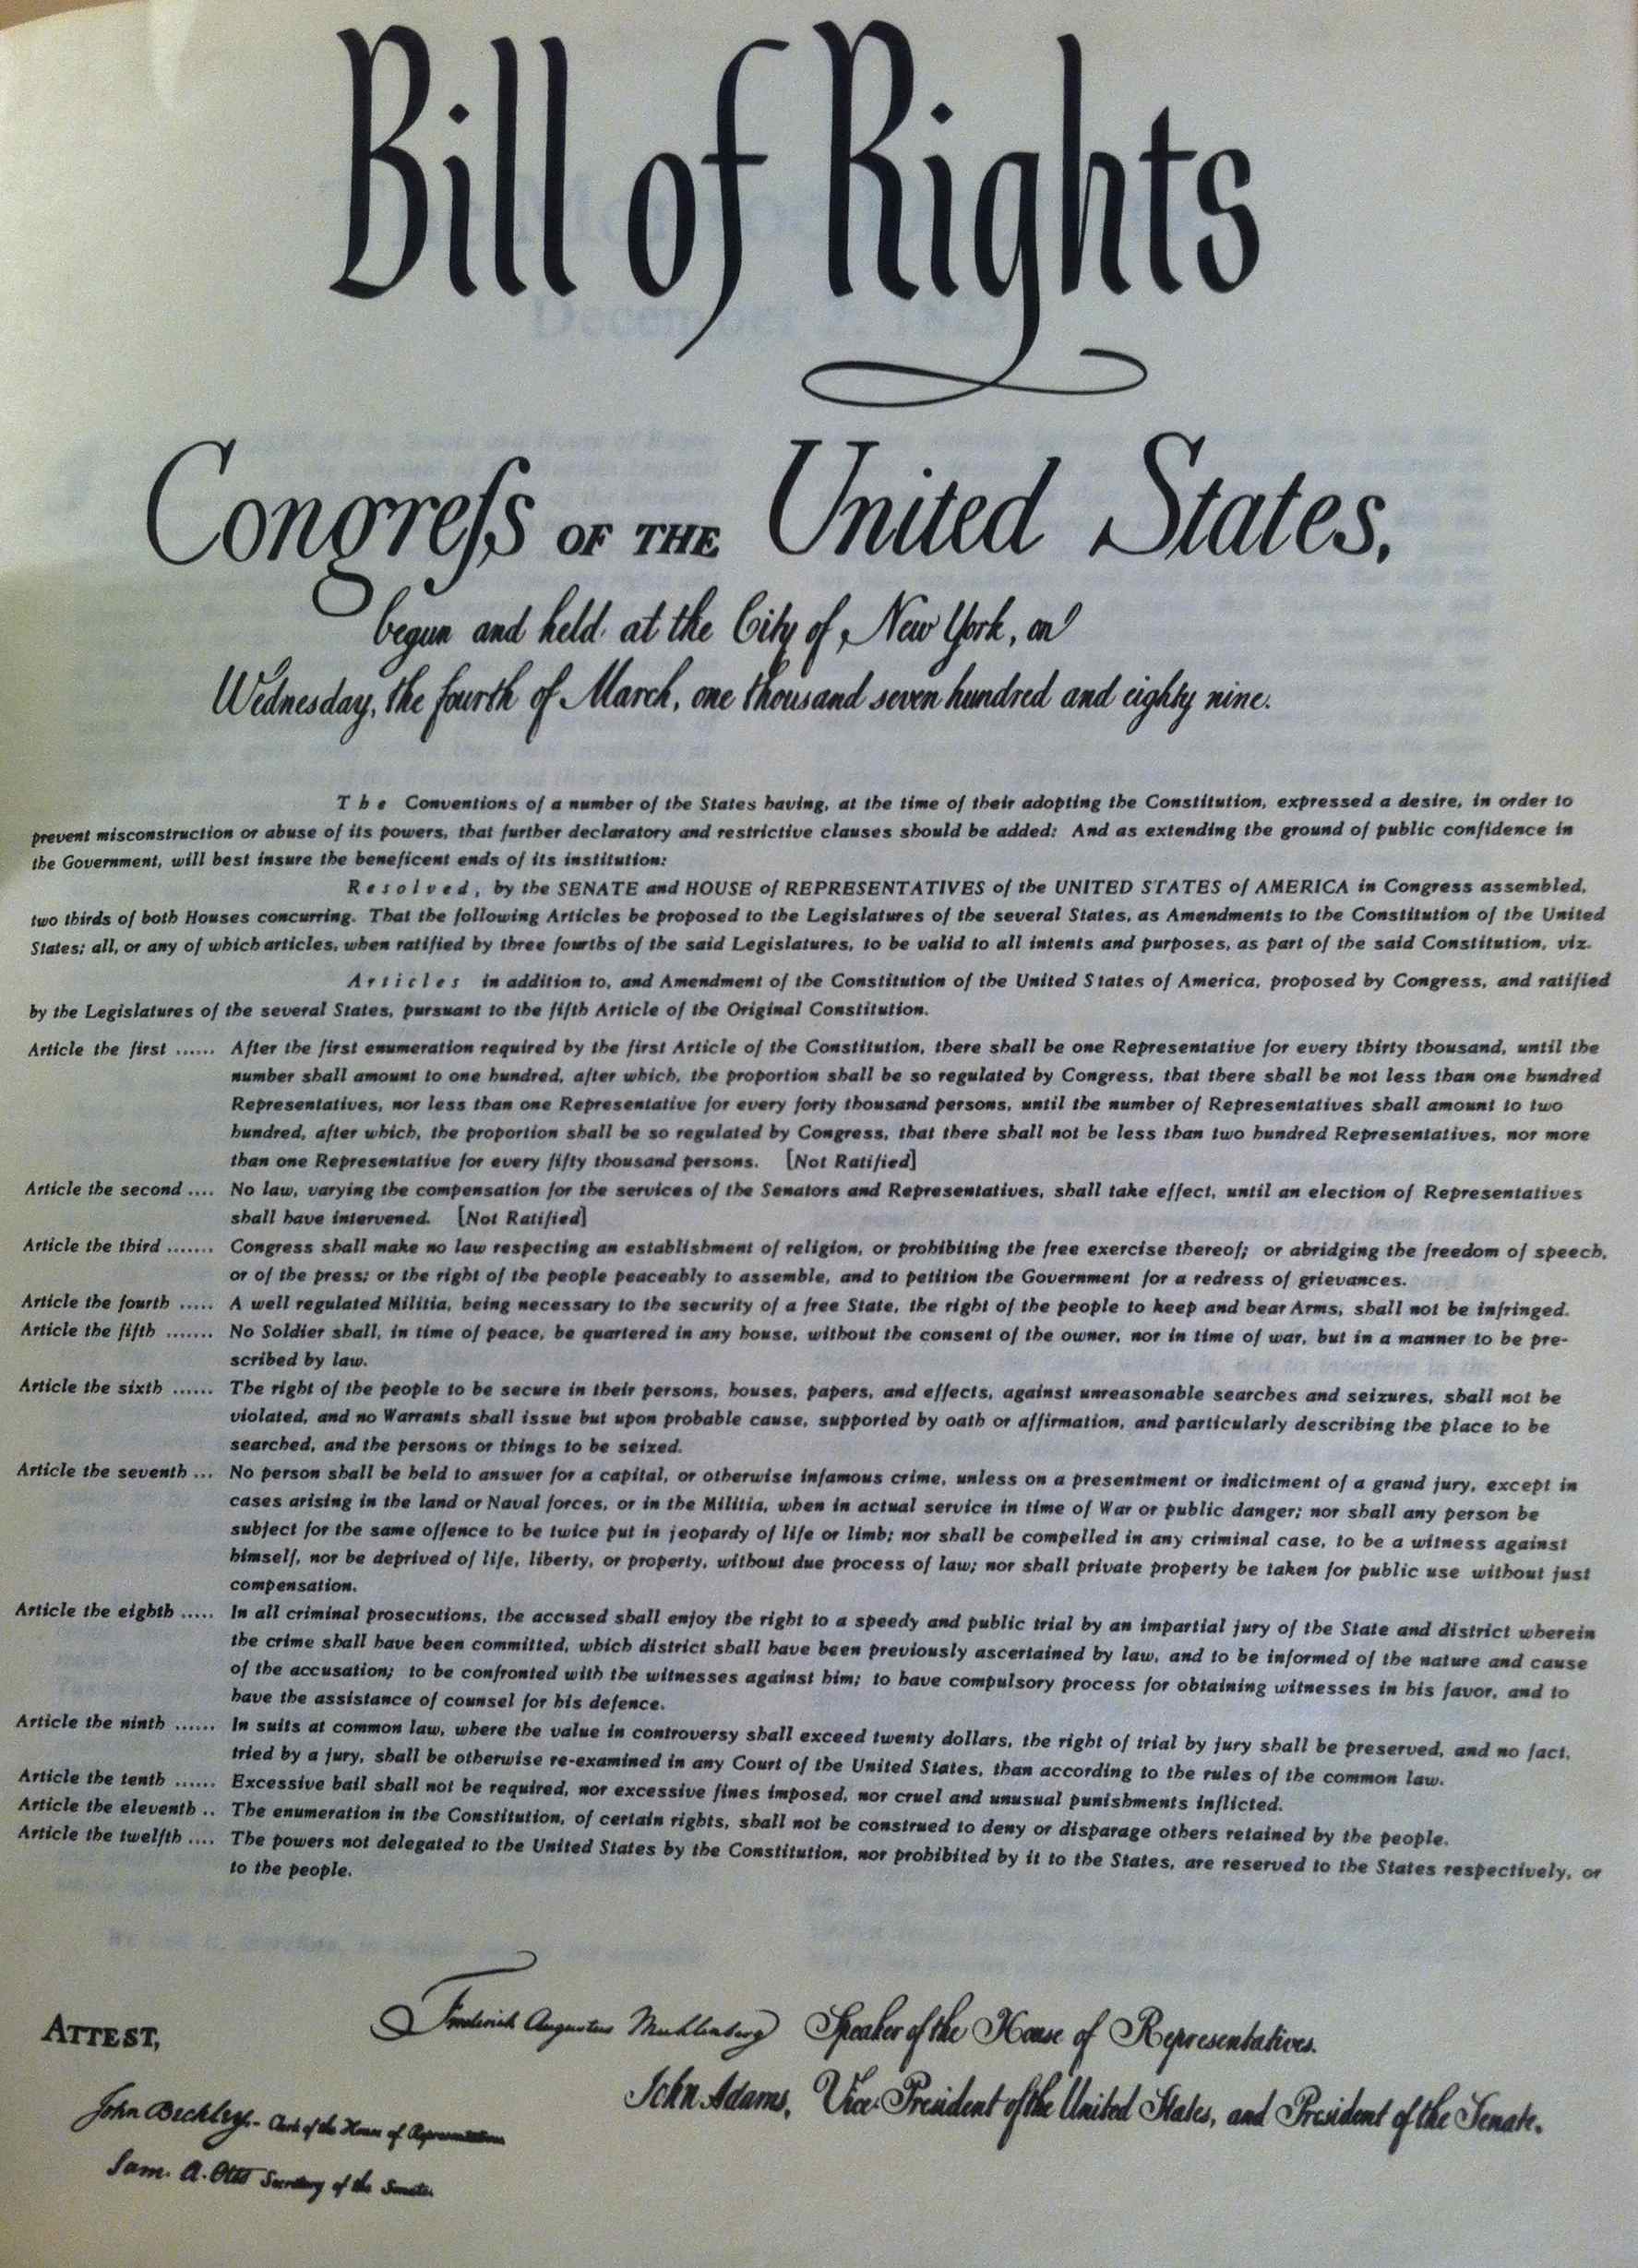 Bill of Rights
Congreſs OF THE United States,
begun and held at the City of New York, on
Wednesday, the fourth of March, one thousand seven hundred and eighty nine.
The Conventions of a number of the States having, at the time of their adopting the Constitution, expressed a desire, in order to
prevent misconstruction or abuse of its powers, that further declaratory and restrictive clauses should be added: And as extending the ground of public confidence in
the Government, will best insure the beneficent ends of its institution:
Resolved, by the SENATE and HOUSE of REPRESENTATIVES of the UNITED STATES of AMERICA in Congress assembled,
two thirds of both Houses concurring. That the following Articles be proposed to the Legislatures of the several States, as Amendments to the Constitution of the United
States; all, or any of which articles, when ratified by three fourths of the said Legislatures, to be valid to all intents and purposes, as part of the said Constitution, viz.
Articles in addition to, and Amendment of the Constitution of the United States of America, proposed by Congress, and ratified
by the Legislatures of the several States, pursuant to the fifth Article of the Original Constitution.
Article the first ...... After the first enumeration required by the first Article of the Constitution, there shall be one Representative for every thirty thousand, until the
number shall amount to one hundred, after which, the proportion shall be so regulated by Congress, that there shall be not less than one hundred
Representatives, nor less than one Representative for every forty thousand persons, until the number of Representatives shall amount to two
hundred, after which, the proportion shall be so regulated by Congress, that there shall not be less than two hundred Representatives, nor more
than one Representative for every fifty thousand persons. [Not Ratified]
Article the second .... No law, varying the compensation for the services of the Senators and Representatives, shall take effect, until an election of Representatives
shall have intervened. [Not Ratified]
Article the third ....... Congress shall make no law respecting an establishment of religion, or prohibiting the free exercise thereof; or abridging the freedom of speech,
or of the press; or the right of the people peaceably to assemble, and to petition the Government for a redress of grievances.
Article the fourth ..... A well regulated Militia, being necessary to the security of a free State, the right of the people to keep and bear Arms, shall not be infringed.
Article the fifth ....... No Soldier shall, in time of peace, be quartered in any house, without the consent of the owner, nor in time of war, but in a manner to be pre-
scribed by law.
Article the sixth ...... The right of the people to be secure in their persons, houses, papers, and effects, against unreasonable searches and seizures, shall not be
violated, and no Warrants shall issue but upon probable cause, supported by oath or affirmation, and particularly describing the place to be
searched, and the persons or things to be seized.
Article the seventh ... No person shall be held to answer for a capital, or otherwise infamous crime, unless on a presentment or indictment of a grand jury, except in
cases arising in the land or Naval forces, or in the Militia, when in actual service in time of War or public danger; nor shall any person be
subject for the same offence to be twice put in jeopardy of life or limb; nor shall be compelled in any criminal case, to be a witness against
himself, nor be deprived of life, liberty, or property, without due process of law; nor shall private property be taken for public use without just
compensation.
Article the eighth ..... In all criminal prosecutions, the accused shall enjoy the right to a speedy and public trial by an impartial jury of the State and district wherein
the crime shall have been committed, which district shall have been previously ascertained by law, and to be informed of the nature and cause
of the accusation; to be confronted with the witnesses against him; to have compulsory process for obtaining witnesses in his favor, and to
have the assistance of counsel for his defence.
Article the ninth ...... In suits at common law, where the value in controversy shall exceed twenty dollars, the right of trial by jury shall be preserved, and no fact,
tried by a jury, shall be otherwise re-examined in any Court of the United States, than according to the rules of the common law.
Article the tenth ...... Excessive bail shall not be required, nor excessive fines imposed, nor cruel and unusual punishments inflicted.
Article the eleventh .. The enumeration in the Constitution, of certain rights, shall not be construed to deny or disparage others retained by the people.
Article the twelfth .... The powers not delegated to the United States by the Constitution, nor prohibited by it to the States, are reserved to the States respectively, or
to the people.
ATTEST,
Frederick Augustus Muhlenberg Speaker of the House of Representatives.
John Adams, Vice-President of the United States, and President of the Senate.
John Beckley,- Clerk of the House of Representatives
Sam. A. Otis Secretary of the Senate.